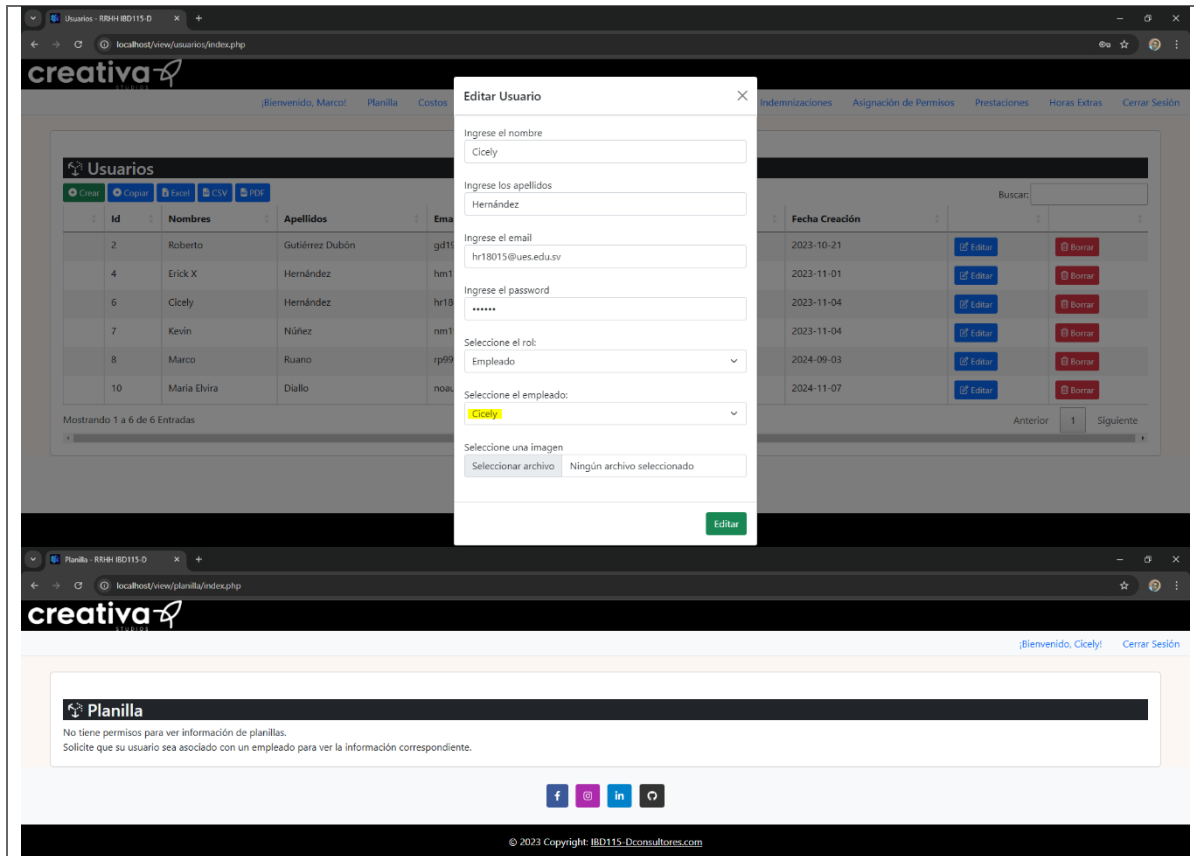 Usuarios - RRHH IBD115-D
localhost/view/usuarios/index.php
creativa
STUDIOS
¡Bienvenido, Marco! Planilla Costos Indemnizaciones Asignación de Permisos Prestaciones Horas Extras Cerrar Sesión
Usuarios
Crear Copiar Excel CSV PDF Buscar:
Id Nombres Apellidos Ema Fecha Creación
2 Roberto Gutiérrez Dubón gd19 2023-10-21 Editar Borrar
4 Erick X Hernández hm1 2023-11-01 Editar Borrar
6 Cicely Hernández hr18 2023-11-04 Editar Borrar
7 Kevin Núñez nm1 2023-11-04 Editar Borrar
8 Marco Ruano rp99 2024-09-03 Editar Borrar
10 Maria Elvira Diallo noau 2024-11-07 Editar Borrar
Mostrando 1 a 6 de 6 Entradas Anterior 1 Siguiente
Editar Usuario
Ingrese el nombre
Cicely
Ingrese los apellidos
Hernández
Ingrese el email
hr18015@ues.edu.sv
Ingrese el password
••••••
Seleccione el rol:
Empleado
Seleccione el empleado:
Cicely
Seleccione una imagen
Seleccionar archivo Ningún archivo seleccionado
Editar
Planilla - RRHH IBD115-D
localhost/view/planilla/index.php
creativa
STUDIOS
¡Bienvenido, Cicely! Cerrar Sesión
Planilla
No tiene permisos para ver información de planillas.
Solicite que su usuario sea asociado con un empleado para ver la información correspondiente.
© 2023 Copyright: IBD115-Dconsultores.com